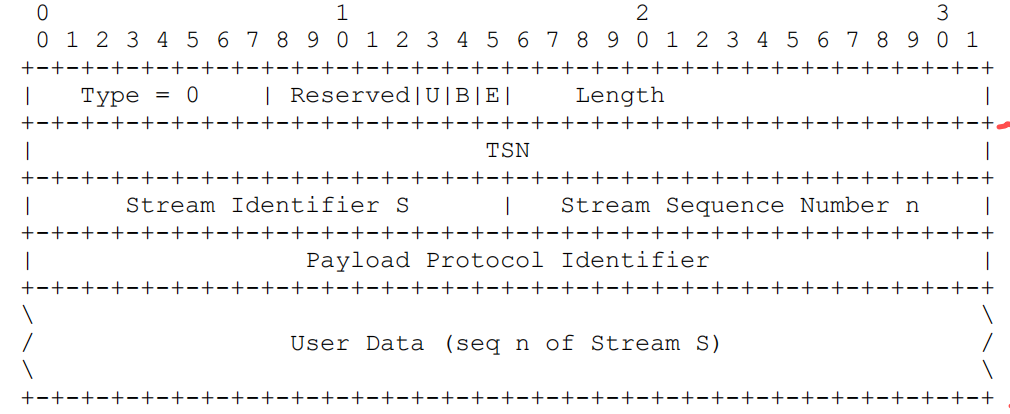 0                   1                   2                   3
 0 1 2 3 4 5 6 7 8 9 0 1 2 3 4 5 6 7 8 9 0 1 2 3 4 5 6 7 8 9 0 1
+-+-+-+-+-+-+-+-+-+-+-+-+-+-+-+-+-+-+-+-+-+-+-+-+-+-+-+-+-+-+-+-+
|   Type = 0    | Reserved|U|B|E|    Length                     |
+-+-+-+-+-+-+-+-+-+-+-+-+-+-+-+-+-+-+-+-+-+-+-+-+-+-+-+-+-+-+-+-+
|                              TSN                              |
+-+-+-+-+-+-+-+-+-+-+-+-+-+-+-+-+-+-+-+-+-+-+-+-+-+-+-+-+-+-+-+-+
|      Stream Identifier S      |   Stream Sequence Number n    |
+-+-+-+-+-+-+-+-+-+-+-+-+-+-+-+-+-+-+-+-+-+-+-+-+-+-+-+-+-+-+-+-+
|                  Payload Protocol Identifier                  |
+-+-+-+-+-+-+-+-+-+-+-+-+-+-+-+-+-+-+-+-+-+-+-+-+-+-+-+-+-+-+-+-+
\                                                               \
/                 User Data (seq n of Stream S)                 /
\                                                               \
+-+-+-+-+-+-+-+-+-+-+-+-+-+-+-+-+-+-+-+-+-+-+-+-+-+-+-+-+-+-+-+-+